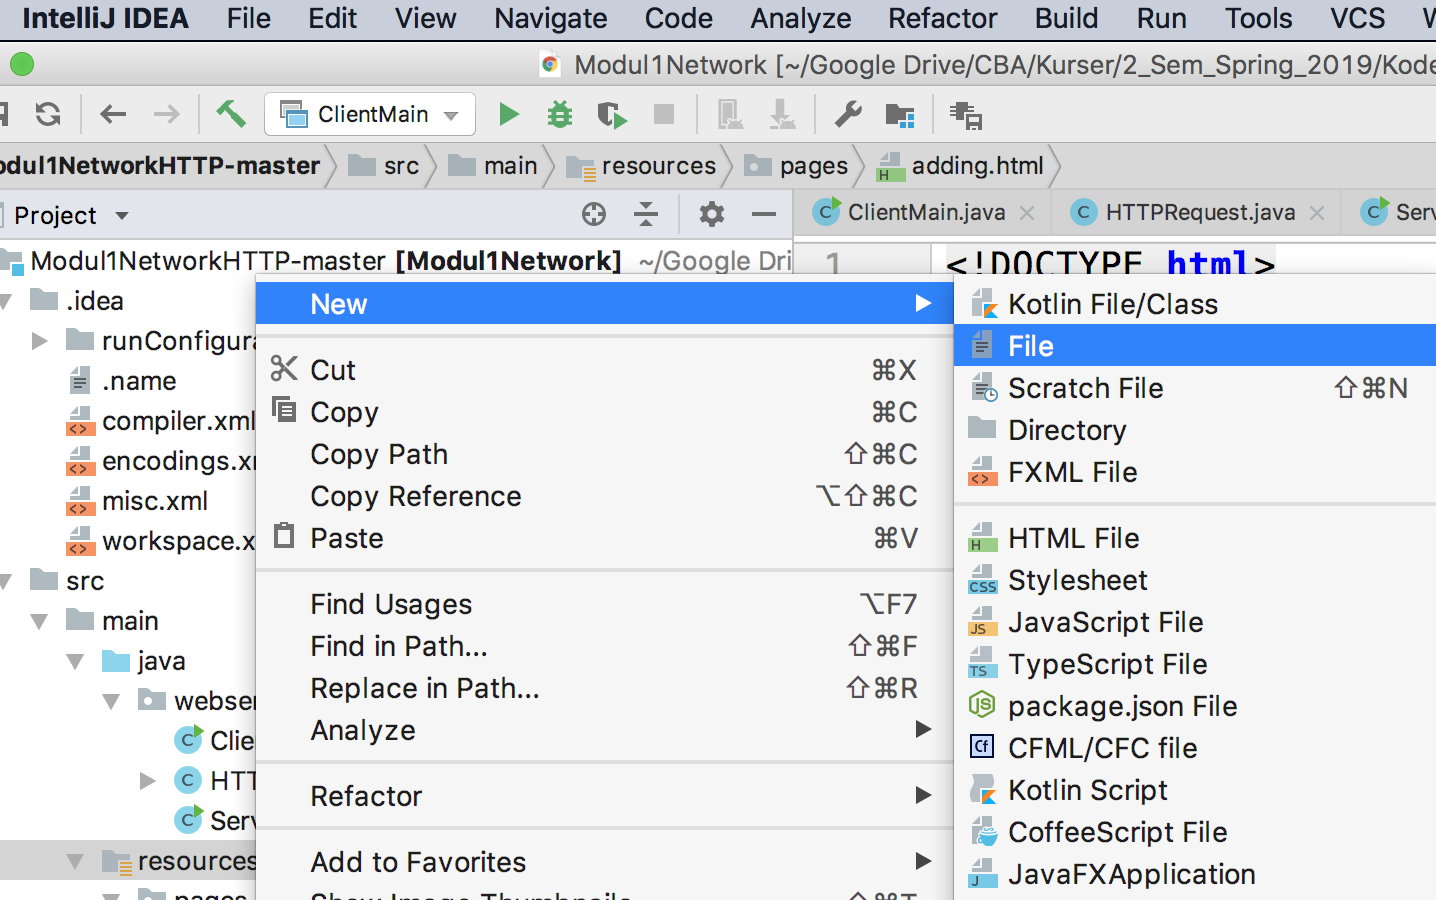 IntelliJ IDEA File Edit View Navigate Code Analyze Refactor Build Run Tools VCS
Modul1Network [~/Google Drive/CBA/Kurser/2_Sem_Spring_2019/Kode
ClientMain
odul1NetworkHTTP-master src main resources pages adding.html
Project
ClientMain.java HTTPRequest.java Serv
Modul1NetworkHTTP-master [Modul1Network] ~/Google Dri
1 <!DOCTYPE html>
.idea
runConfigura
.name
compiler.xml
encodings.x
misc.xml
workspace.x
src
main
java
webser
Clie
HTT
Serv
resources
pages
New
Cut ⌘X
Copy ⌘C
Copy Path ⇧⌘C
Copy Reference ⌥⇧⌘C
Paste ⌘V
Find Usages ⌥F7
Find in Path... ⇧⌘F
Replace in Path... ⇧⌘R
Analyze
Refactor
Add to Favorites
Show Image Thumbnails ⇧⌘T
Kotlin File/Class
File
Scratch File ⇧⌘N
Directory
FXML File
HTML File
Stylesheet
JavaScript File
TypeScript File
package.json File
CFML/CFC file
Kotlin Script
CoffeeScript File
JavaFXApplication